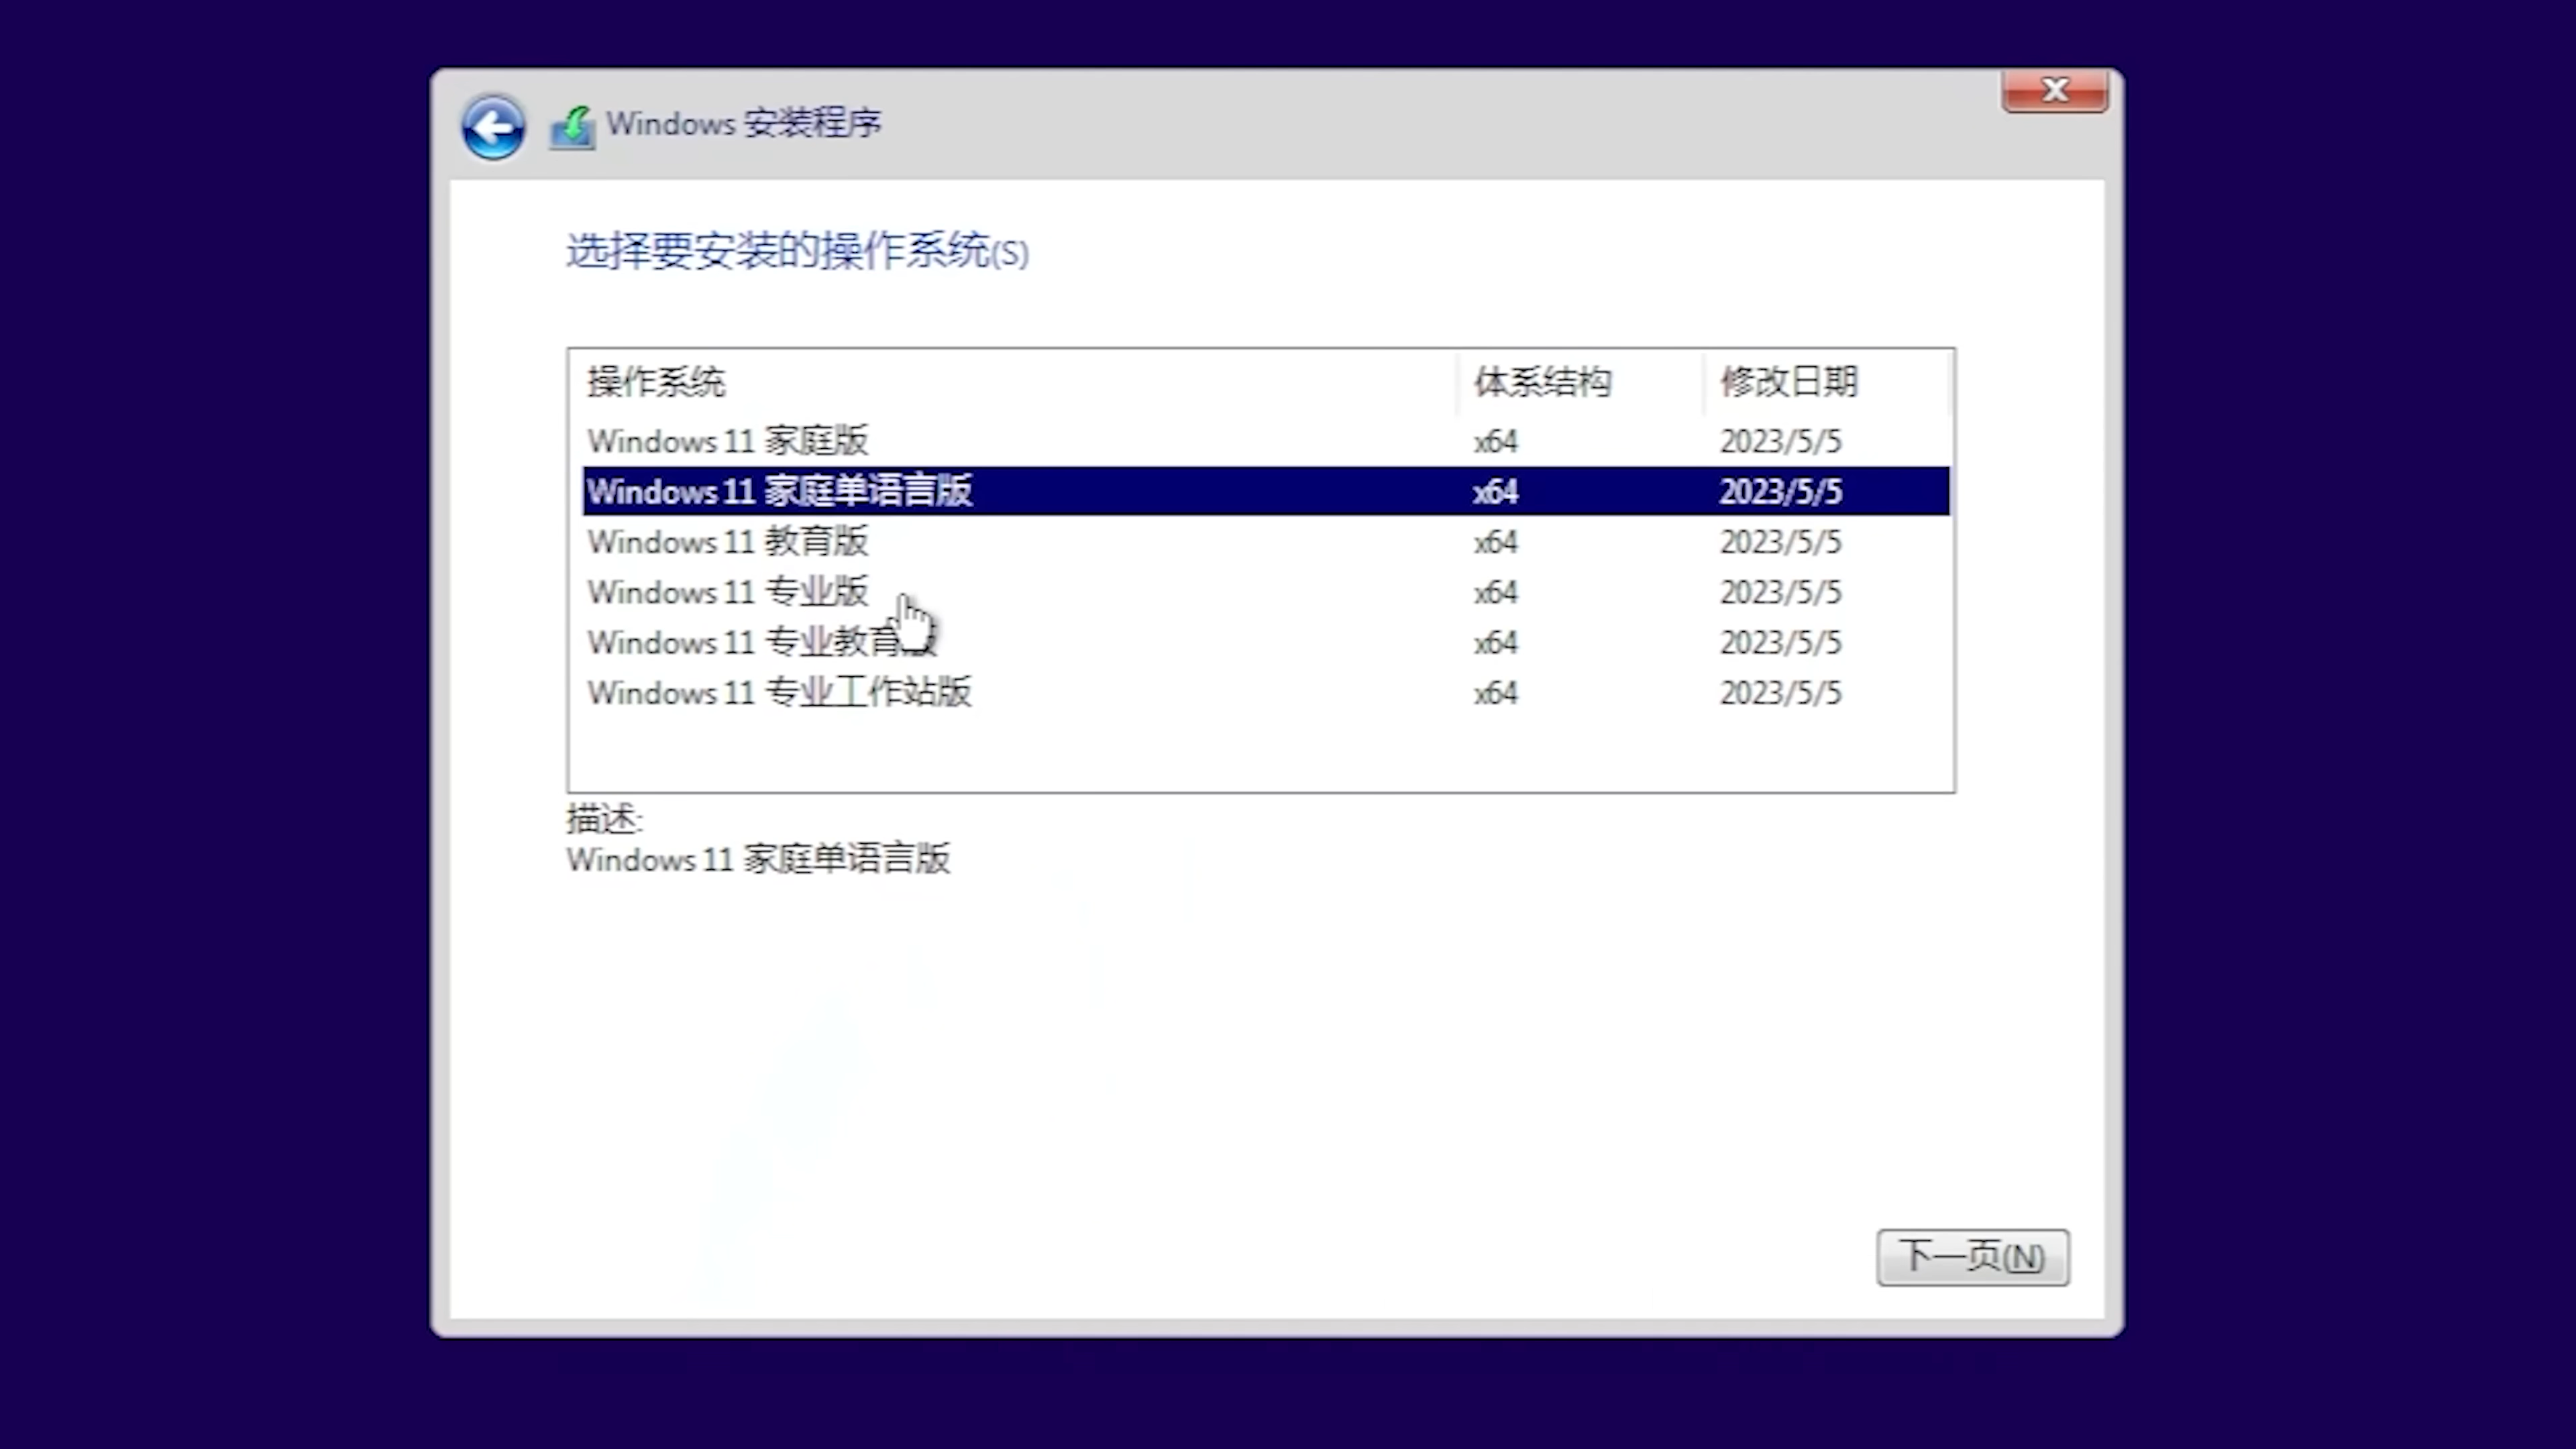 Windows 安装程序
选择要安装的操作系统(S)
操作系统 体系结构 修改日期
Windows 11 家庭版 x64 2023/5/5
Windows 11 家庭单语言版 x64 2023/5/5
Windows 11 教育版 x64 2023/5/5
Windows 11 专业版 x64 2023/5/5
Windows 11 专业教育版 x64 2023/5/5
Windows 11 专业工作站版 x64 2023/5/5
描述:
Windows 11 家庭单语言版
下一页(N)